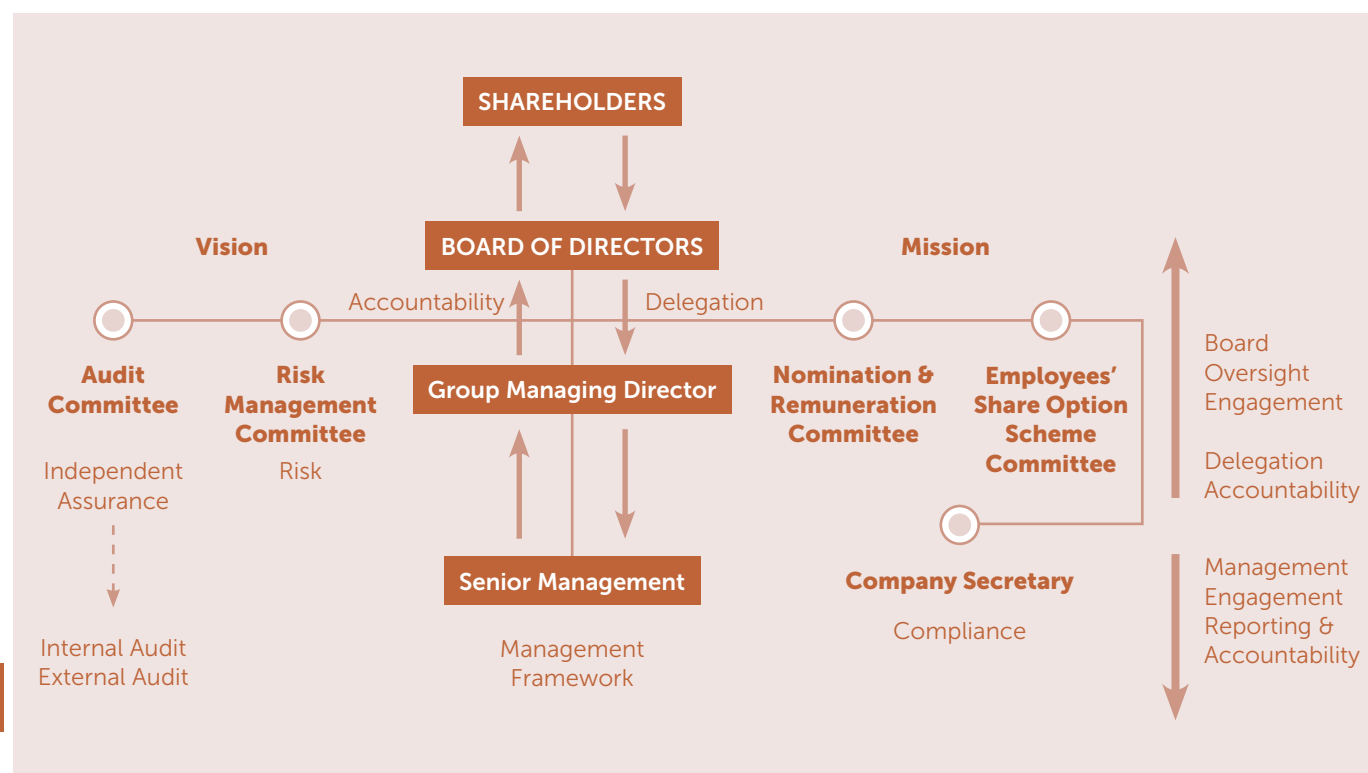 SHAREHOLDERS
BOARD OF DIRECTORS
Vision
Mission
Accountability
Delegation
Audit
Committee
Independent
Assurance
Internal Audit
External Audit
Risk
Management
Committee
Risk
Group Managing Director
Senior Management
Management
Framework
Nomination &
Remuneration
Committee
Employees’
Share Option
Scheme
Committee
Company Secretary
Compliance
Board
Oversight
Engagement
Delegation
Accountability
Management
Engagement
Reporting &
Accountability